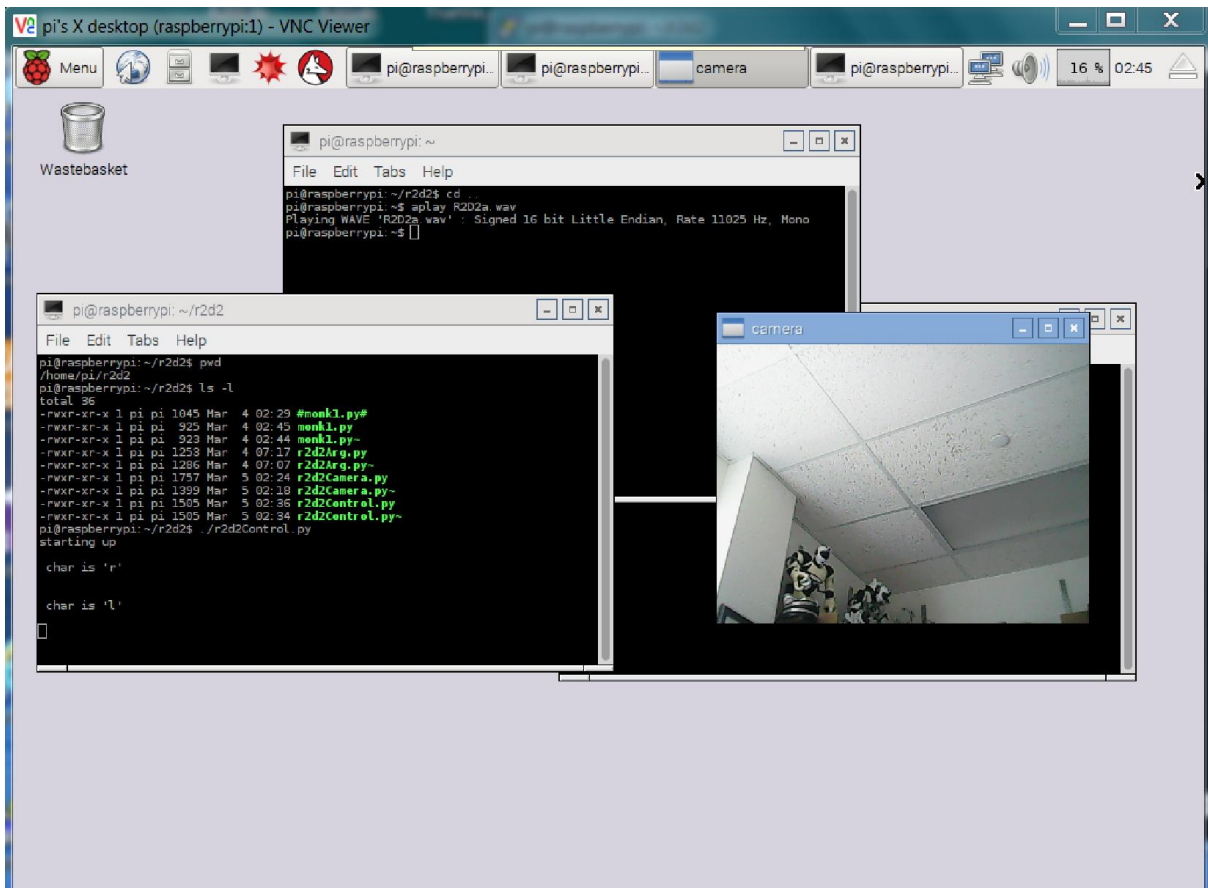 pi's X desktop (raspberrypi:1) - VNC Viewer
Menu pi@raspberrypi... pi@raspberrypi... camera pi@raspberrypi... 16 % 02:45
Wastebasket
pi@raspberrypi: ~
File Edit Tabs Help
pi@raspberrypi:~/r2d2$ cd ..
pi@raspberrypi:~$ aplay R2D2a.wav
Playing WAVE 'R2D2a.wav' : Signed 16 bit Little Endian, Rate 11025 Hz, Mono
pi@raspberrypi:~$
pi@raspberrypi: ~/r2d2
File Edit Tabs Help
pi@raspberrypi:~/r2d2$ pwd
/home/pi/r2d2
pi@raspberrypi:~/r2d2$ ls -l
total 36
-rwxr-xr-x 1 pi pi 1045 Mar 4 02:29 #monk1.py#
-rwxr-xr-x 1 pi pi 925 Mar 4 02:45 monk1.py
-rwxr-xr-x 1 pi pi 923 Mar 4 02:44 monk1.py~
-rwxr-xr-x 1 pi pi 1253 Mar 4 07:17 r2d2Arg.py
-rwxr-xr-x 1 pi pi 1286 Mar 4 07:07 r2d2Arg.py~
-rwxr-xr-x 1 pi pi 1757 Mar 5 02:24 r2d2Camera.py
-rwxr-xr-x 1 pi pi 1399 Mar 5 02:18 r2d2Camera.py~
-rwxr-xr-x 1 pi pi 1505 Mar 5 02:36 r2d2Control.py
-rwxr-xr-x 1 pi pi 1505 Mar 5 02:34 r2d2Control.py~
pi@raspberrypi:~/r2d2$ ./r2d2Control.py
starting up
char is 'r'
char is 'l'
camera